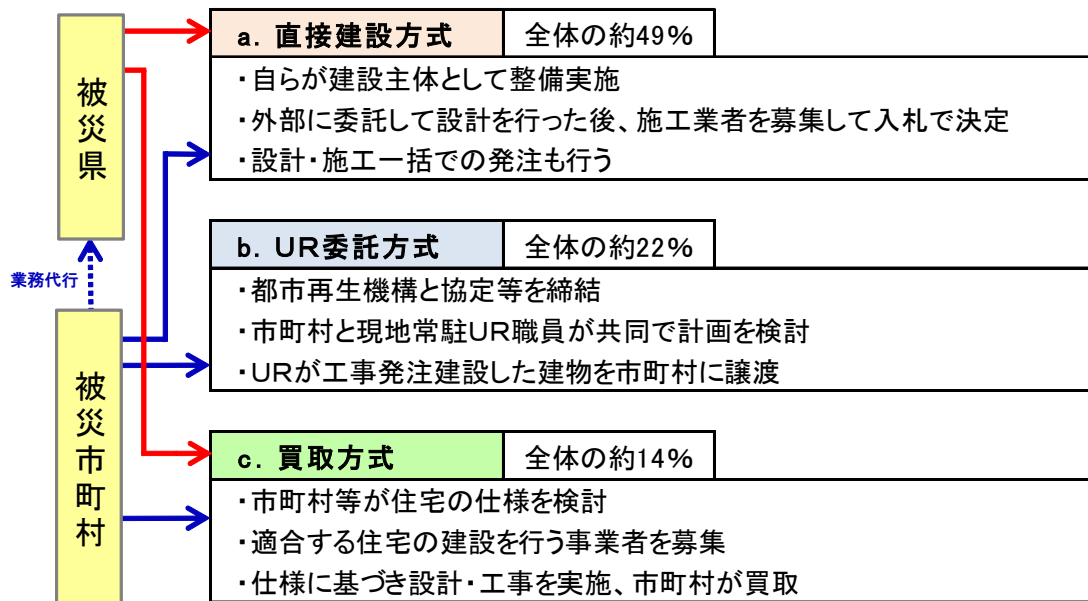 被災県
業務代行
被災市町村
a．直接建設方式
全体の約49％
・自らが建設主体として整備実施
・外部に委託して設計を行った後、施工業者を募集して入札で決定
・設計・施工一括での発注も行う
b．ＵＲ委託方式
全体の約22％
・都市再生機構と協定等を締結
・市町村と現地常駐ＵＲ職員が共同で計画を検討
・ＵＲが工事発注建設した建物を市町村に譲渡
c．買取方式
全体の約14％
・市町村等が住宅の仕様を検討
・適合する住宅の建設を行う事業者を募集
・仕様に基づき設計・工事を実施、市町村が買取